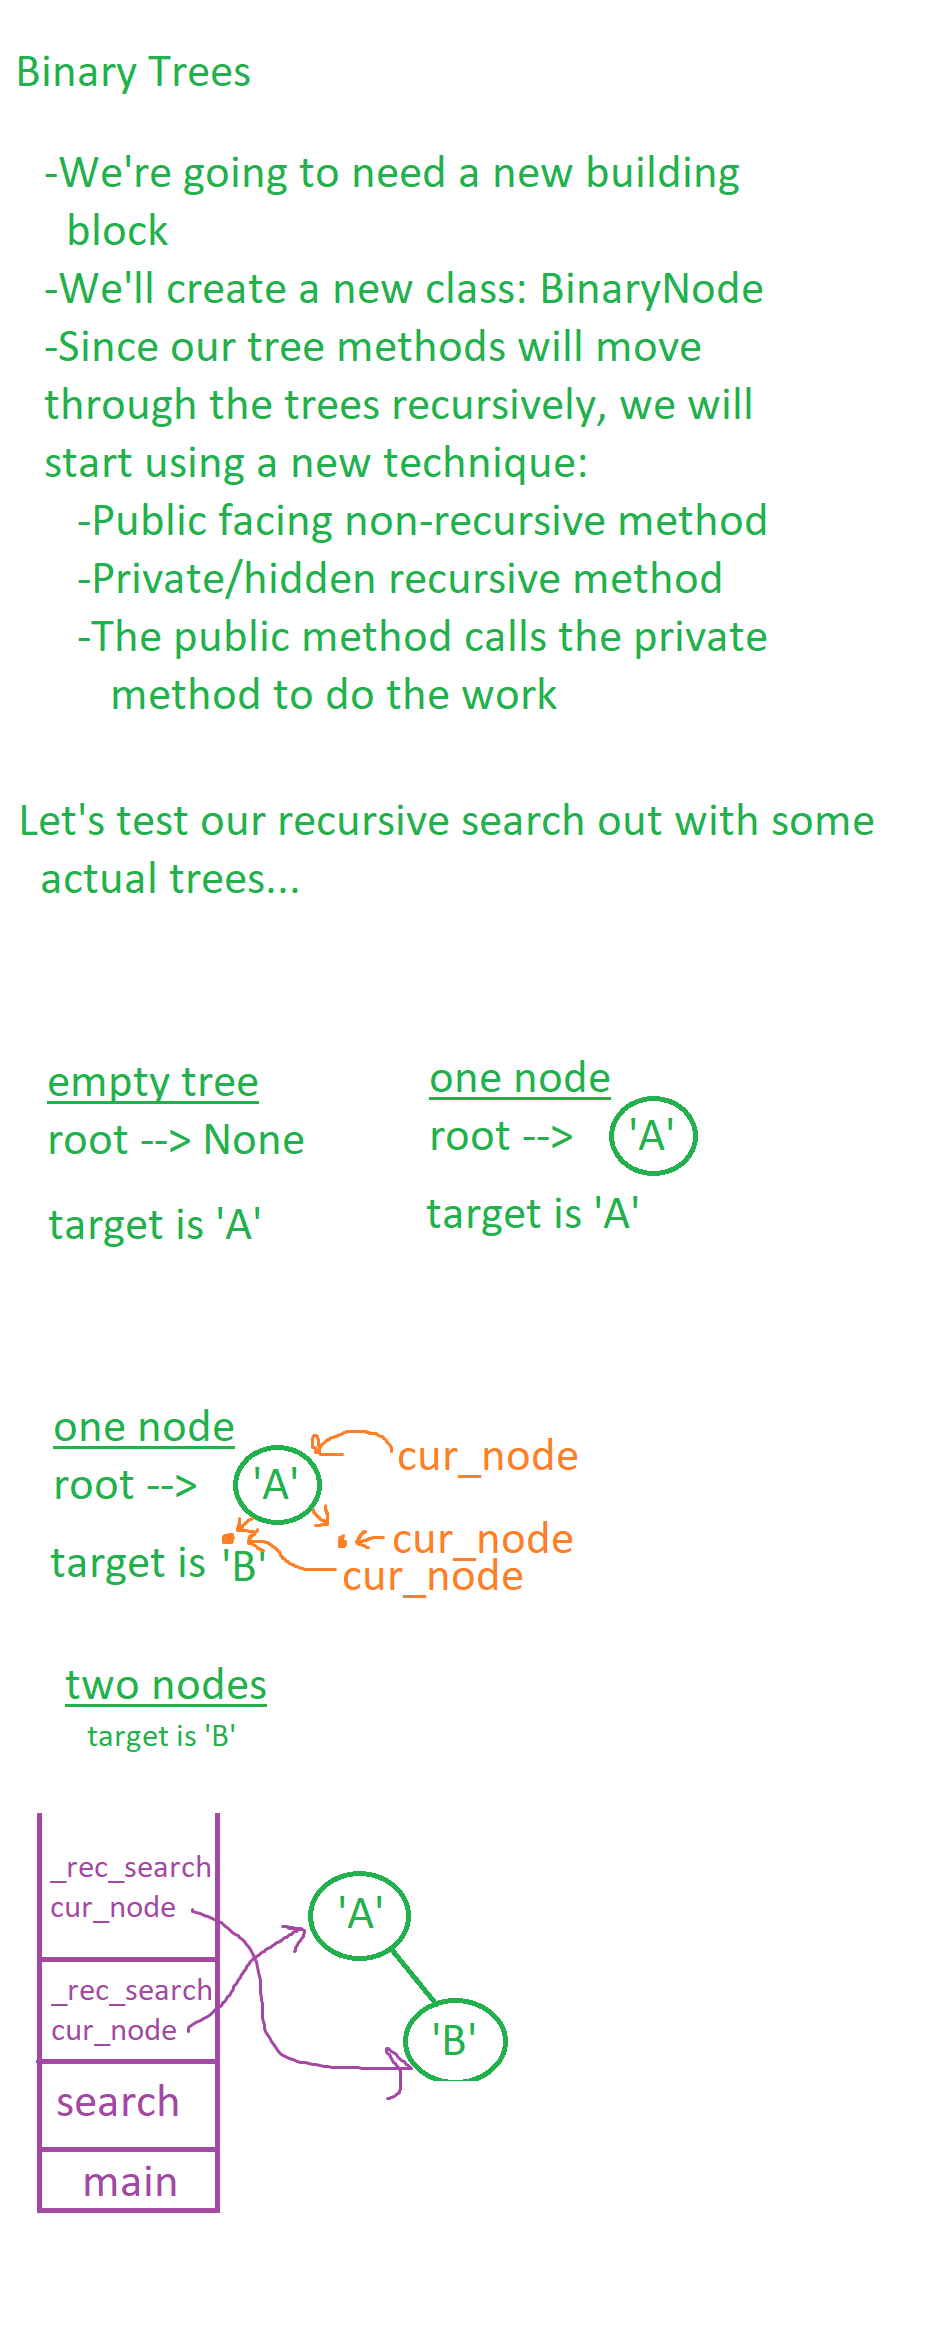 Binary Trees
-We're going to need a new building
block
-We'll create a new class: BinaryNode
-Since our tree methods will move
through the trees recursively, we will
start using a new technique:
-Public facing non-recursive method
-Private/hidden recursive method
-The public method calls the private
method to do the work
Let's test our recursive search out with some
actual trees...
empty tree
root --> None
target is 'A'
one node
root --> 'A'
target is 'A'
one node
root --> 'A'
cur_node
cur_node
target is 'B'
cur_node
two nodes
target is 'B'
_rec_search
cur_node
'A'
_rec_search
cur_node
'B'
search
main